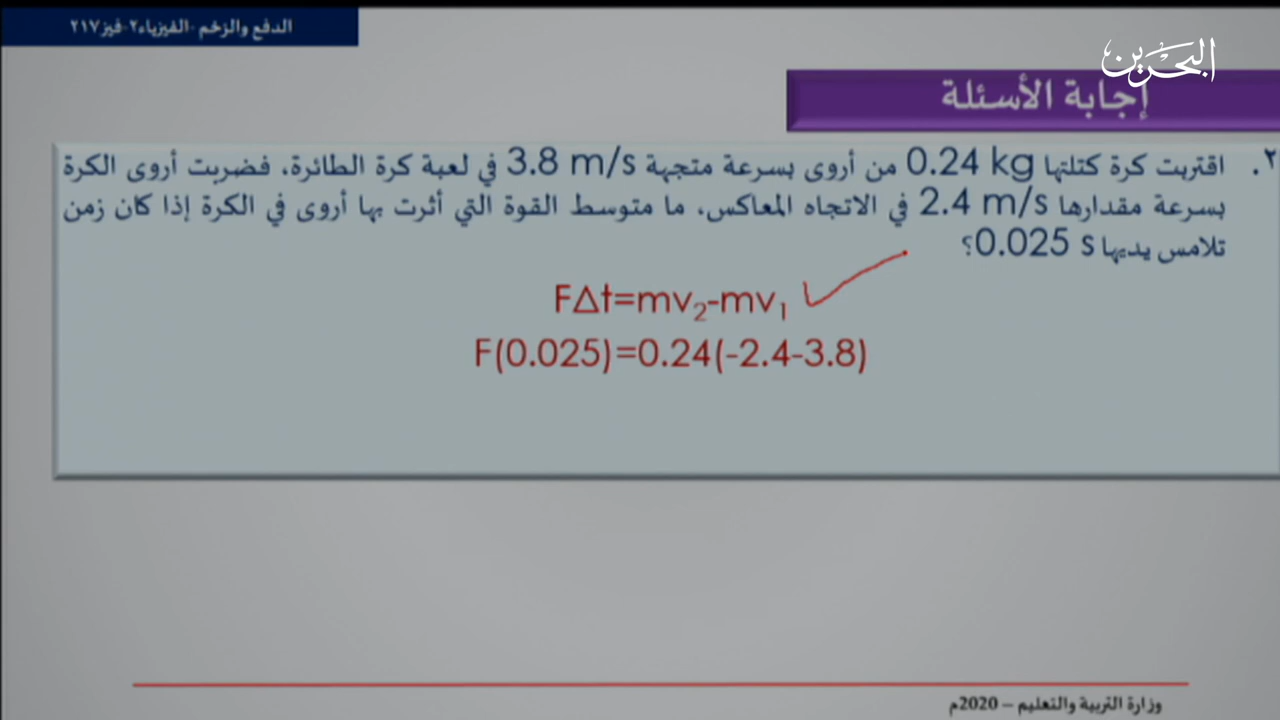 الدفع والزخم -الفيزياء٢-فيز٢١٧
البحرين
إجابة الأسئلة
٢. اقتربت كرة كتلتها 0.24 kg من أروى بسرعة متجهة 3.8 m/s في لعبة كرة الطائرة، فضربت أروى الكرة
بسرعة مقدارها 2.4 m/s في الاتجاه المعاكس، ما متوسط القوة التي أثرت بها أروى في الكرة إذا كان زمن
تلامس يديها 0.025 s؟
FΔt=mv₂-mv₁
F(0.025)=0.24(-2.4-3.8)
وزارة التربية والتعليم – 2020م